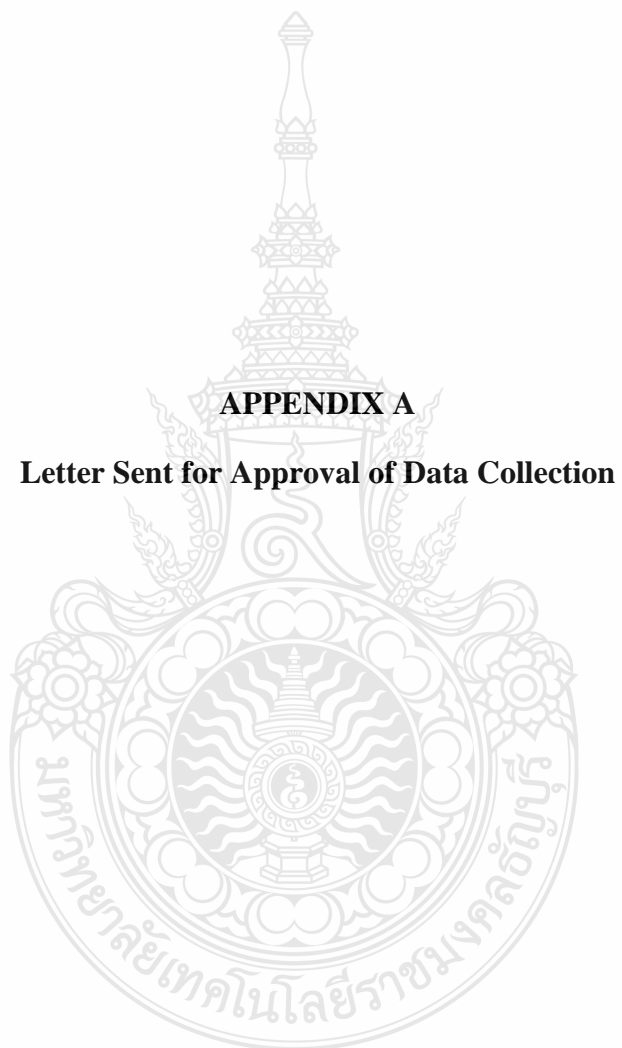 APPENDIX A
Letter Sent for Approval of Data Collection
มหาวิทยาลัยเทคโนโลยีราชมงคลธัญบุรี